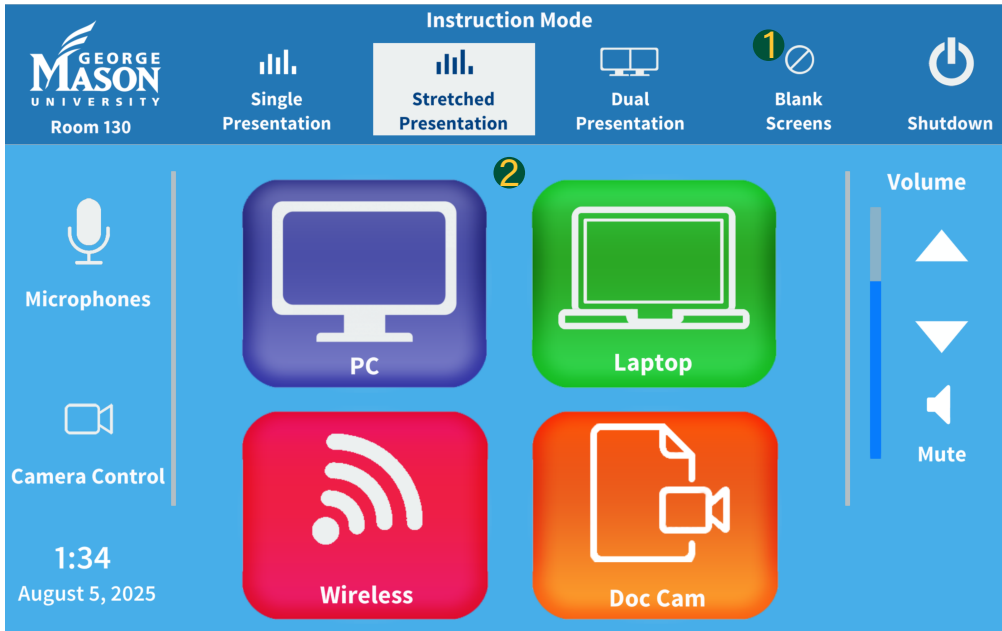 Instruction Mode
GEORGE
MASON
UNIVERSITY
Room 130
Single
Presentation
Stretched
Presentation
Dual
Presentation
1
Blank
Screens
Shutdown
Microphones
Camera Control
1:34
August 5, 2025
2
PC
Laptop
Wireless
Doc Cam
Volume
Mute